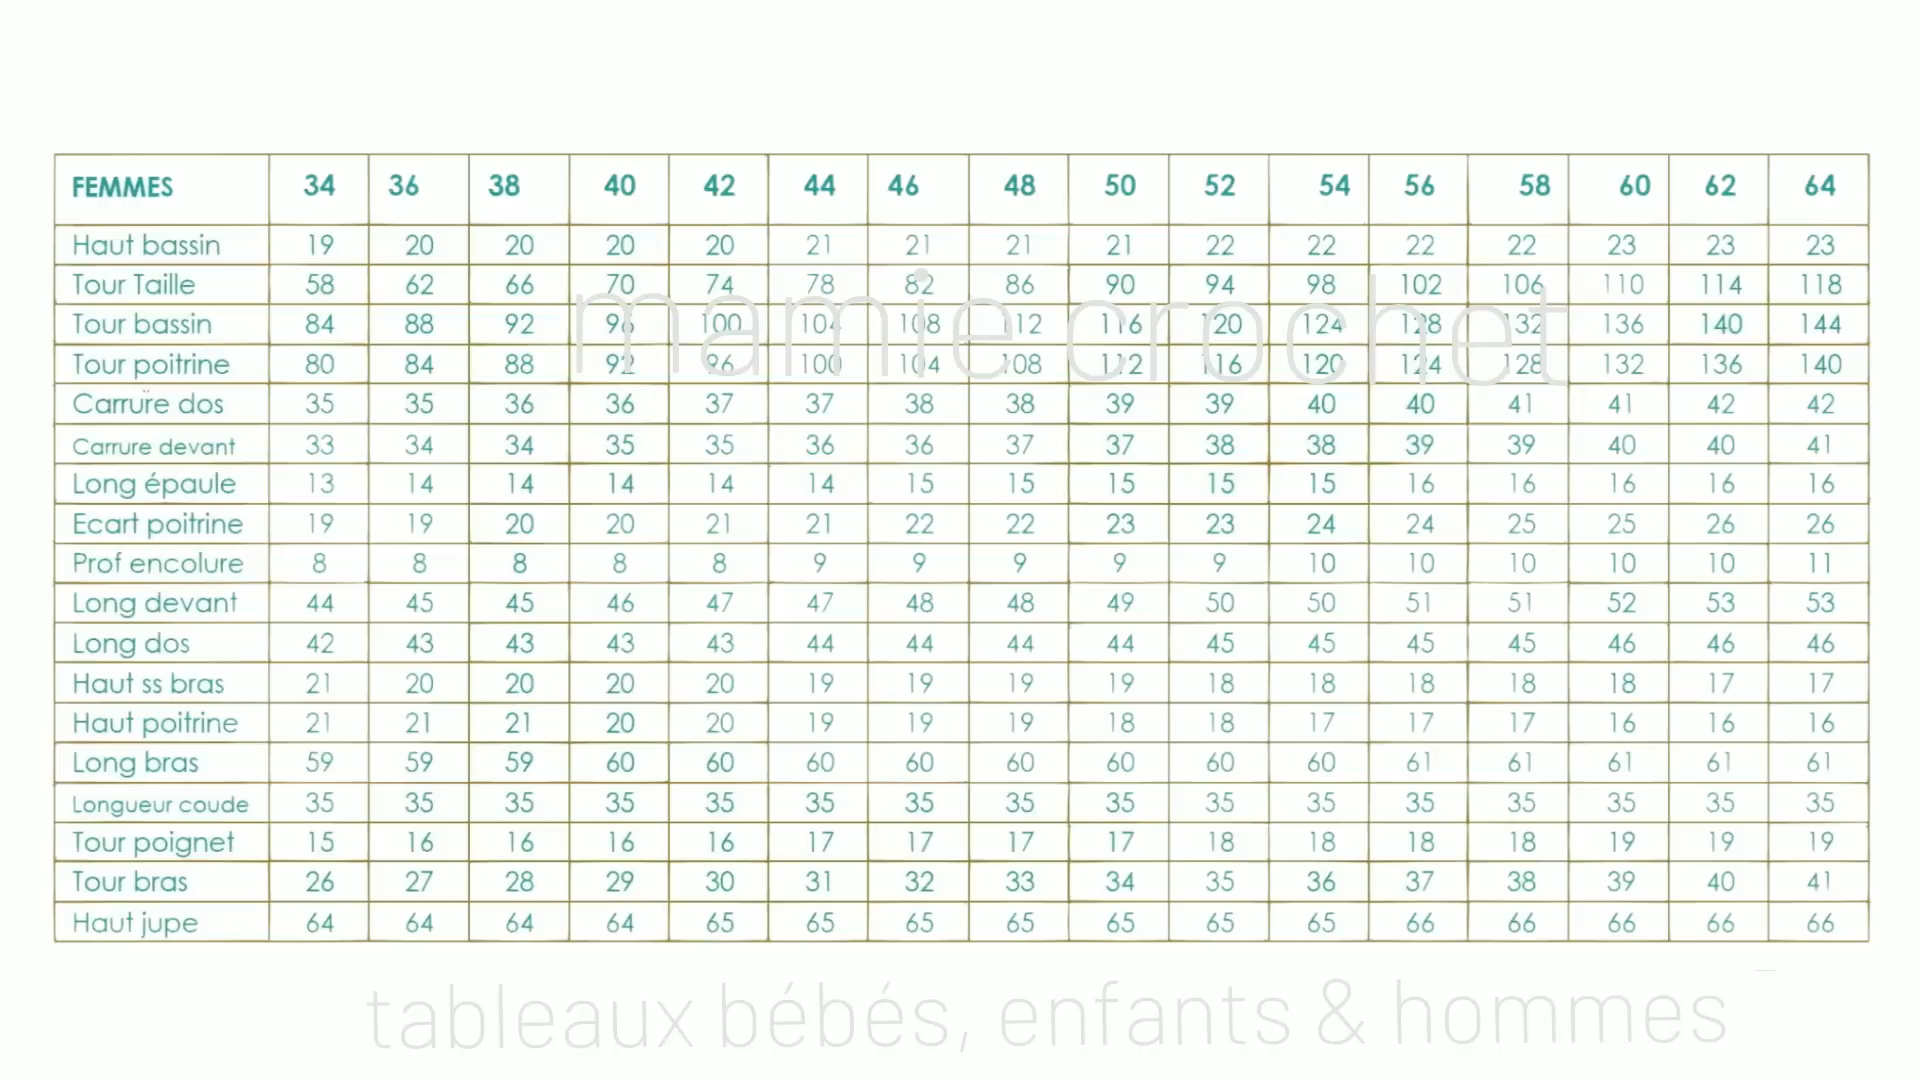 FEMMES 34 36 38 40 42 44 46 48 50 52 54 56 58 60 62 64
Haut bassin 19 20 20 20 20 21 21 21 21 22 22 22 22 23 23 23
Tour Taille 58 62 66 70 74 78 82 86 90 94 98 102 106 110 114 118
Tour bassin 84 88 92 96 100 104 108 112 116 120 124 128 132 136 140 144
Tour poitrine 80 84 88 92 96 100 104 108 112 116 120 124 128 132 136 140
mamie crochet
Carrure dos 35 35 36 36 37 37 38 38 39 39 40 40 41 41 42 42
Carrure devant 33 34 34 35 35 36 36 37 37 38 38 39 39 40 40 41
Long épaule 13 14 14 14 14 14 15 15 15 15 15 16 16 16 16 16
Ecart poitrine 19 19 20 20 21 21 22 22 23 23 24 24 25 25 26 26
Prof encolure 8 8 8 8 8 9 9 9 9 9 10 10 10 10 10 11
Long devant 44 45 45 46 47 47 48 48 49 50 50 51 51 52 53 53
Long dos 42 43 43 43 43 44 44 44 44 45 45 45 45 46 46 46
Haut ss bras 21 20 20 20 20 19 19 19 19 18 18 18 18 18 17 17
Haut poitrine 21 21 21 20 20 19 19 19 18 18 17 17 17 16 16 16
Long bras 59 59 59 60 60 60 60 60 60 60 60 61 61 61 61 61
Longueur coude 35 35 35 35 35 35 35 35 35 35 35 35 35 35 35 35
Tour poignet 15 16 16 16 16 17 17 17 17 18 18 18 18 19 19 19
Tour bras 26 27 28 29 30 31 32 33 34 35 36 37 38 39 40 41
Haut jupe 64 64 64 64 65 65 65 65 65 65 65 66 66 66 66 66
tableaux bébés, enfants & hommes